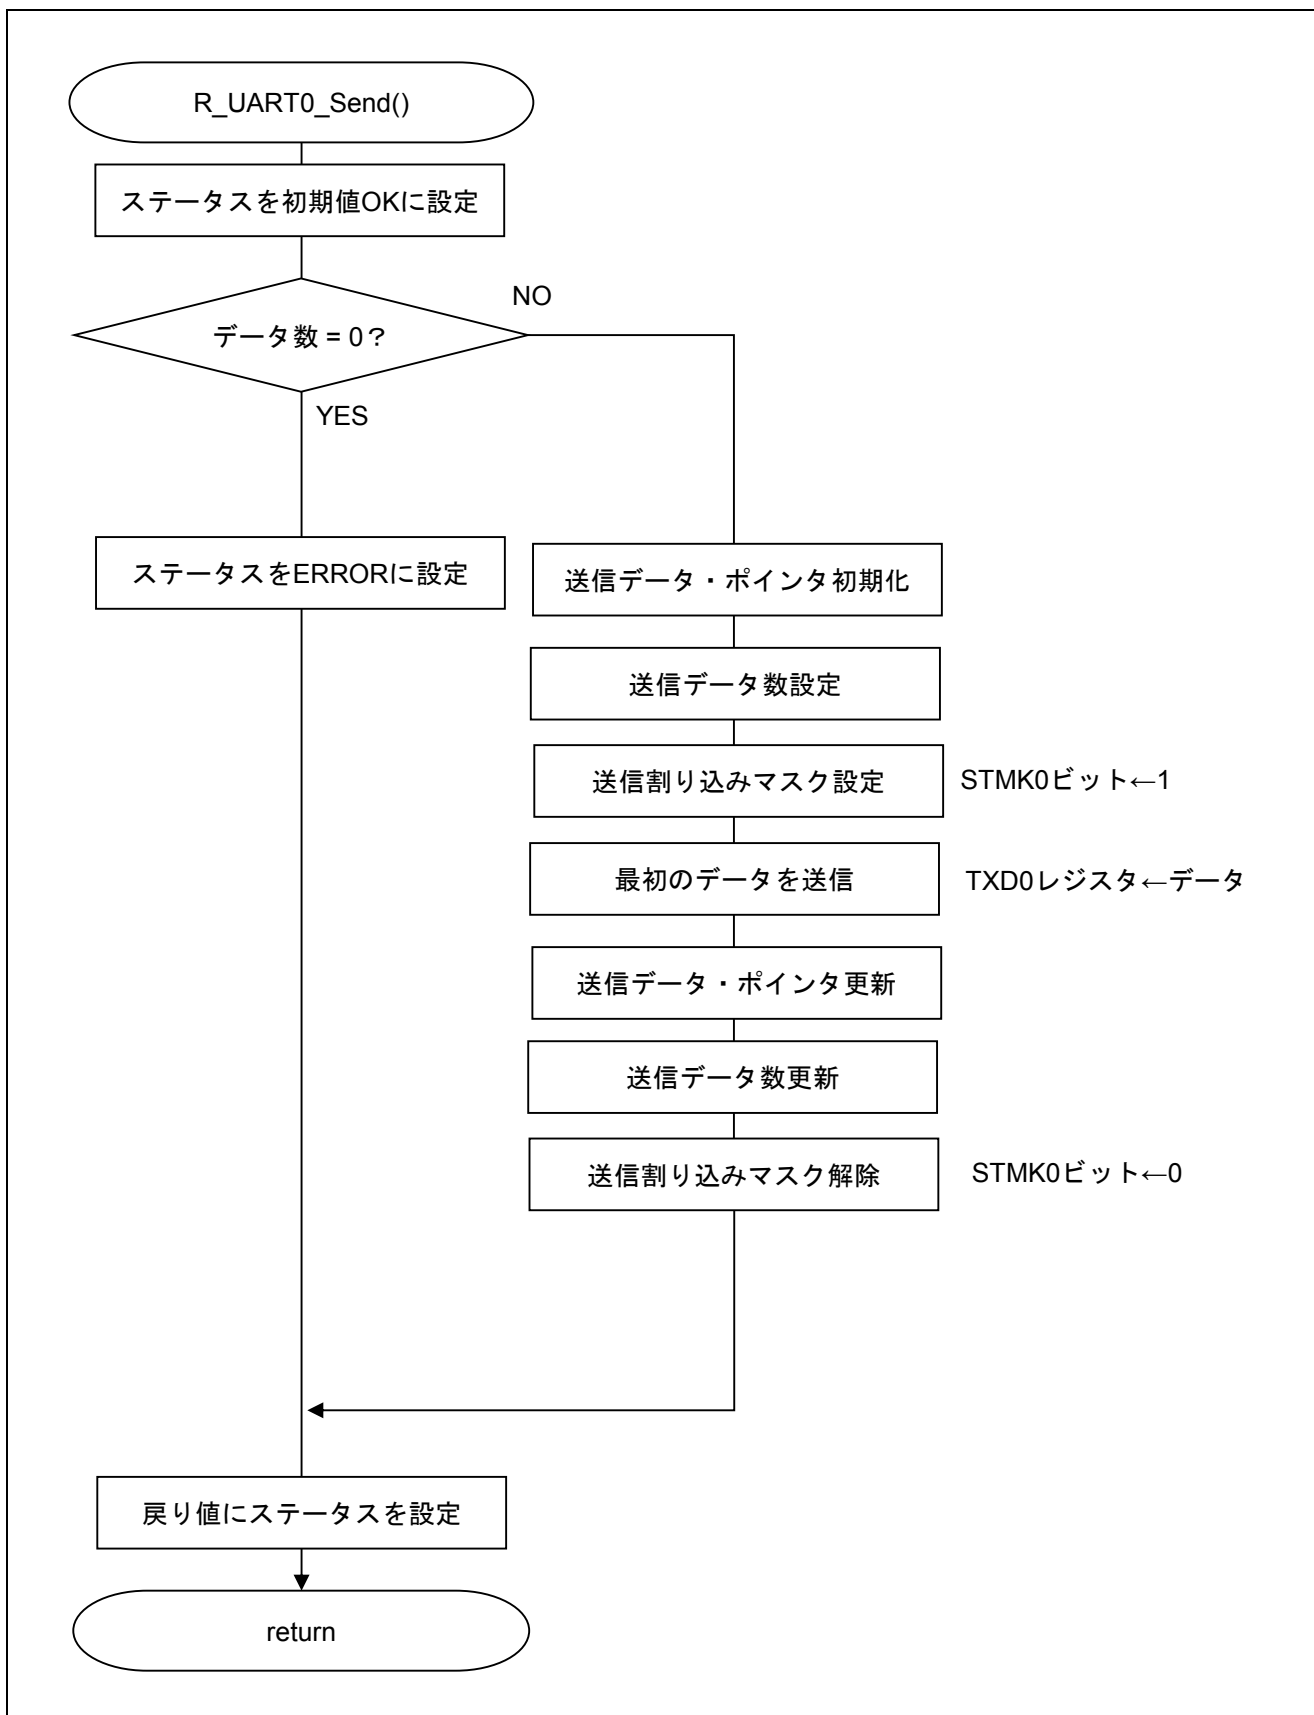 R_UART0_Send()
ステータスを初期値OKに設定
NO
データ数 = 0？
YES
ステータスをERRORに設定
送信データ・ポインタ初期化
送信データ数設定
送信割り込みマスク設定
STMK0ビット←1
最初のデータを送信
TXD0レジスタ←データ
送信データ・ポインタ更新
送信データ数更新
送信割り込みマスク解除
STMK0ビット←0
戻り値にステータスを設定
return